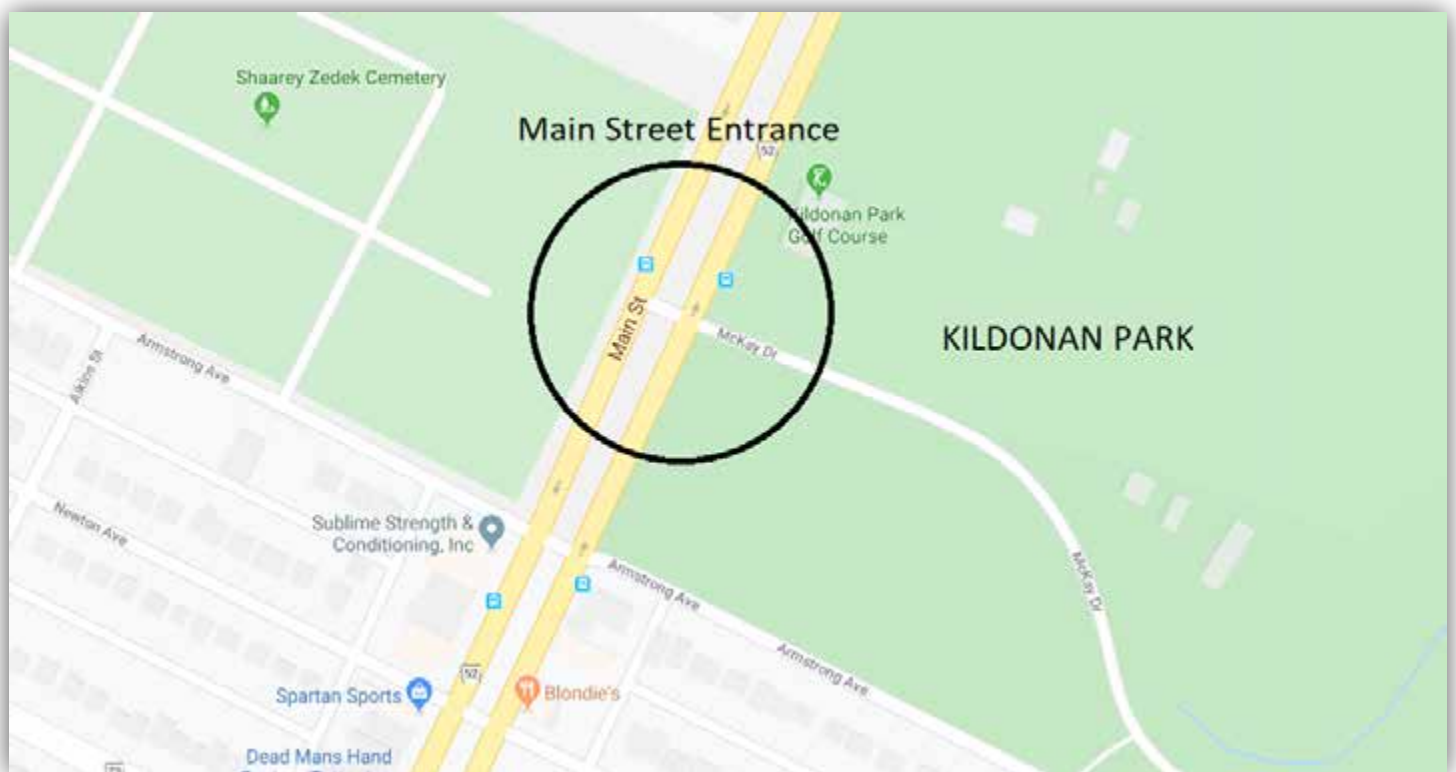 Shaarey Zedek Cemetery
Main Street Entrance
52
Kildonan Park
Golf Course
KILDONAN PARK
Main St
McKay Dr
Armstrong Ave
Aikins St
Newton Ave
Sublime Strength &
Conditioning, Inc
Armstrong Ave
McKay Dr
Armstrong Ave
52
Spartan Sports
Blondie's
Dead Mans Hand